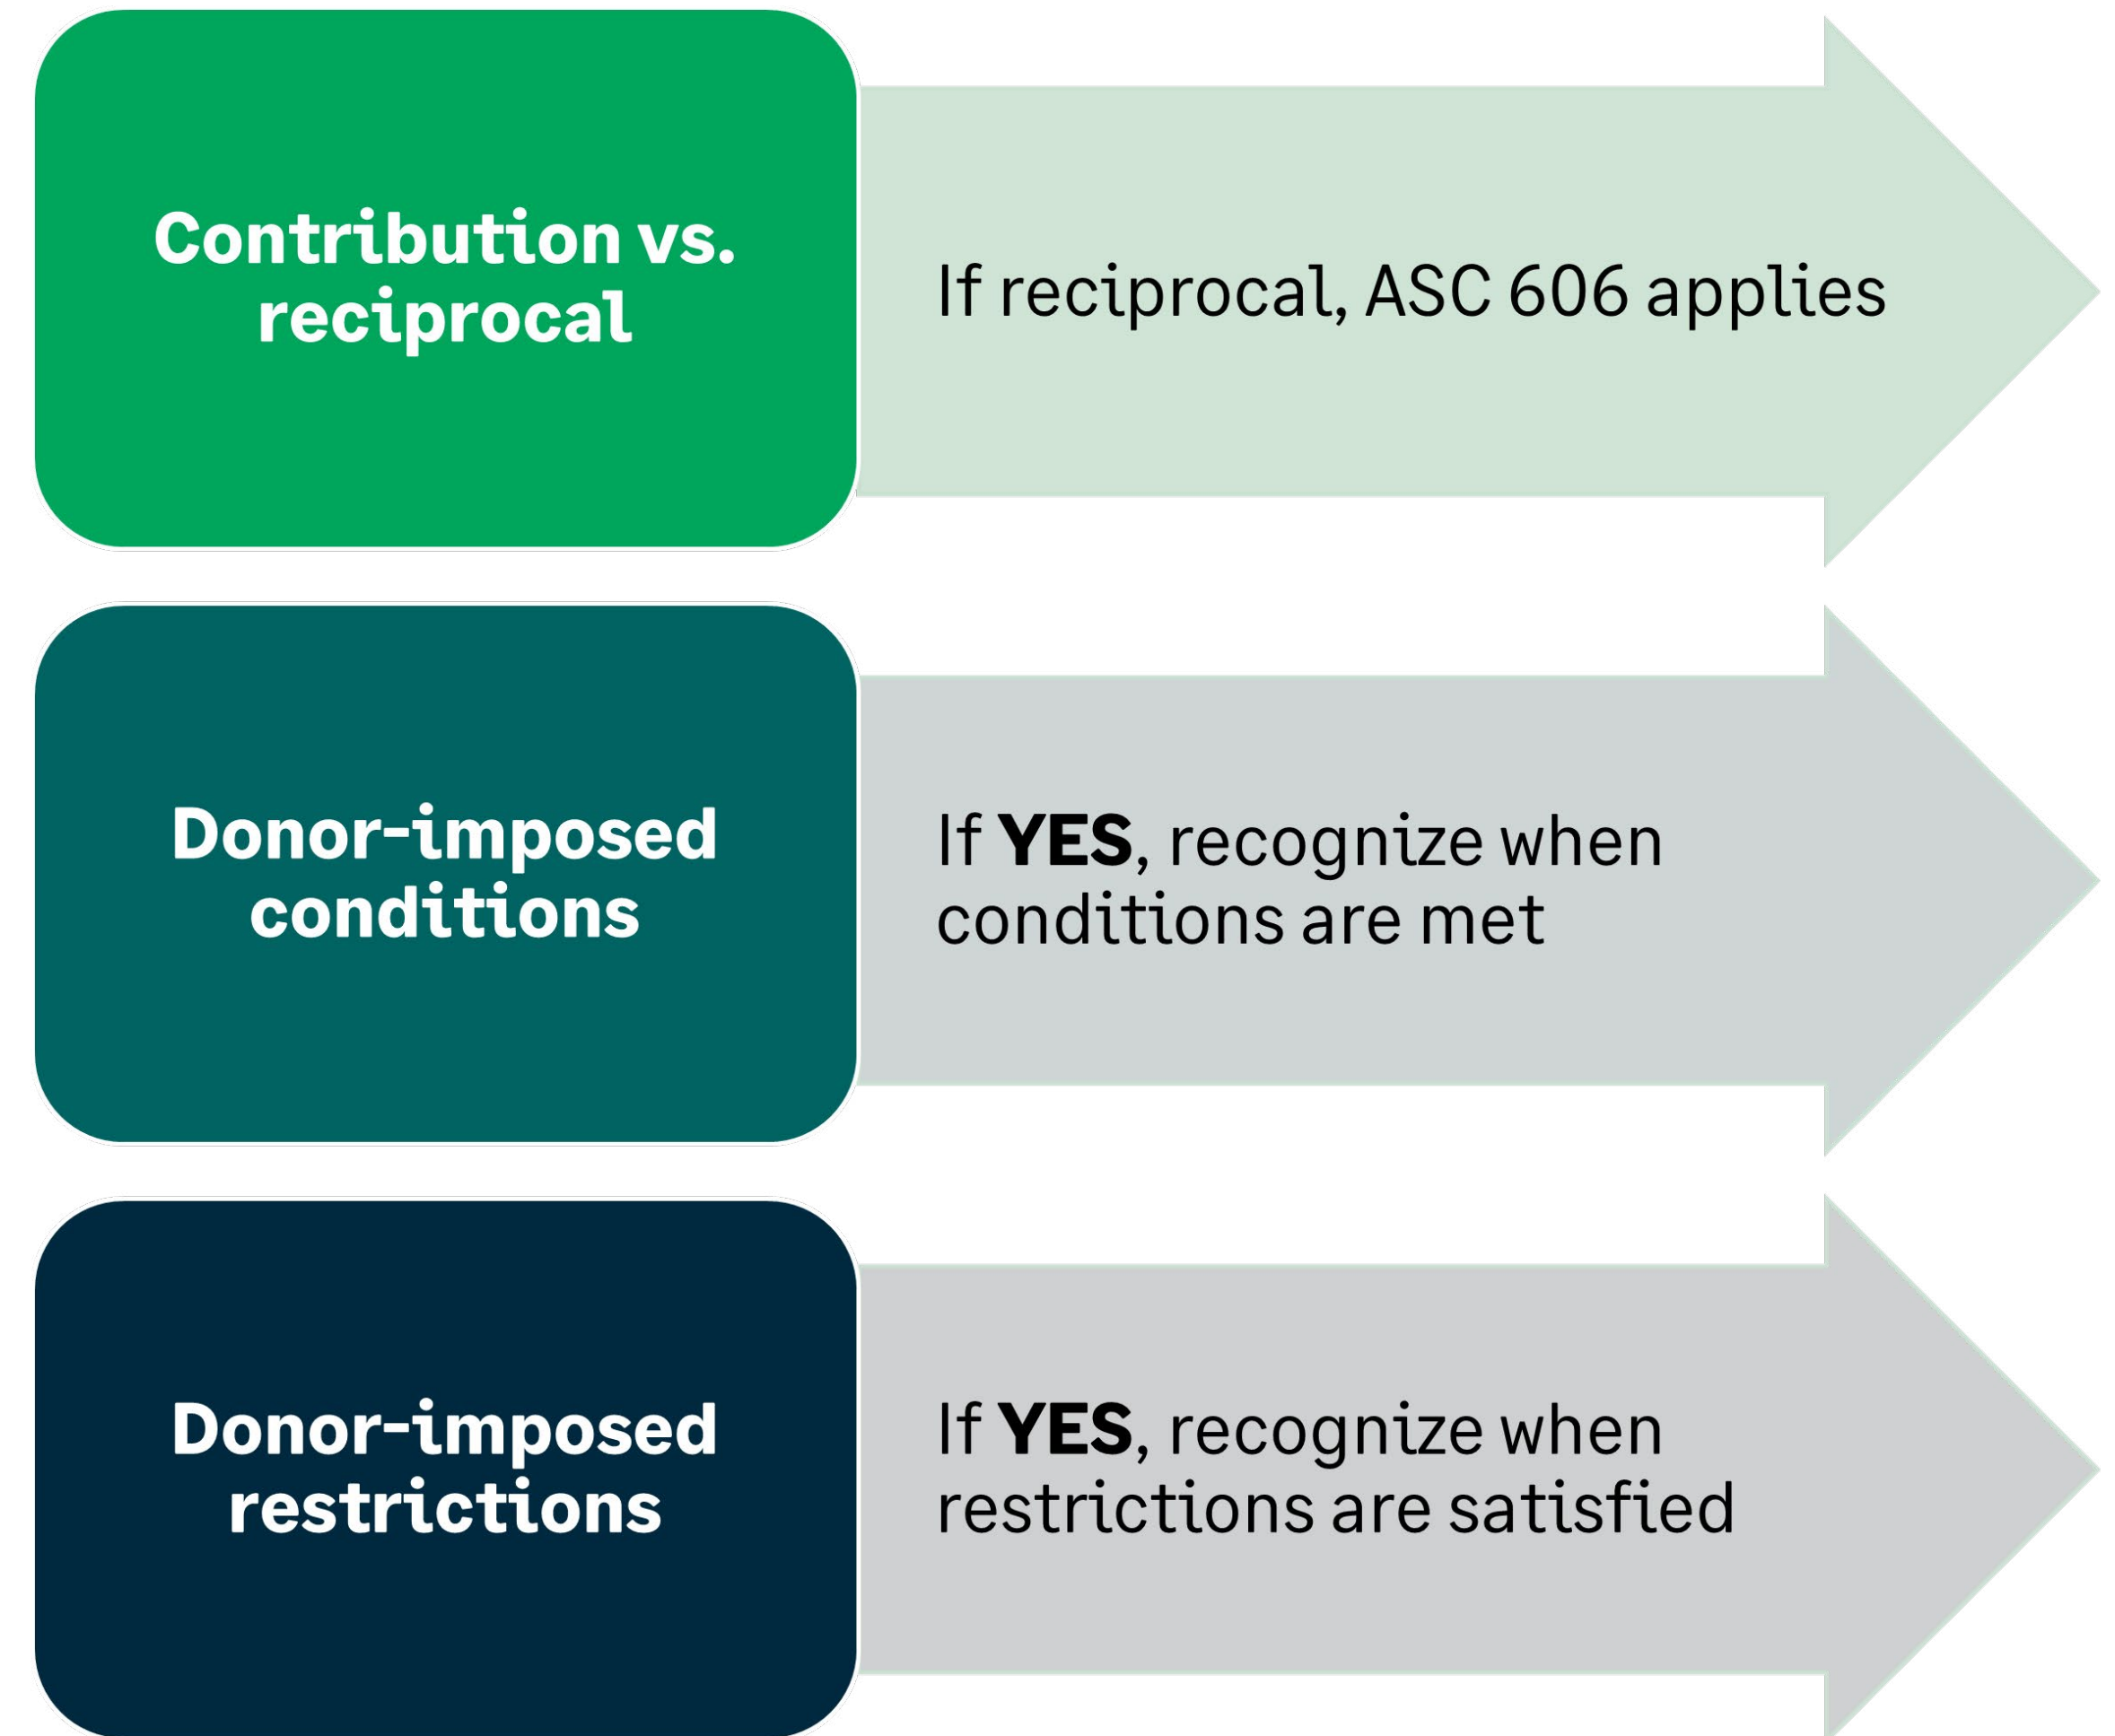 Contribution vs.
reciprocal
If reciprocal, ASC 606 applies
Donor-imposed
conditions
If YES, recognize when
conditions are met
Donor-imposed
restrictions
If YES, recognize when
restrictions are satisfied